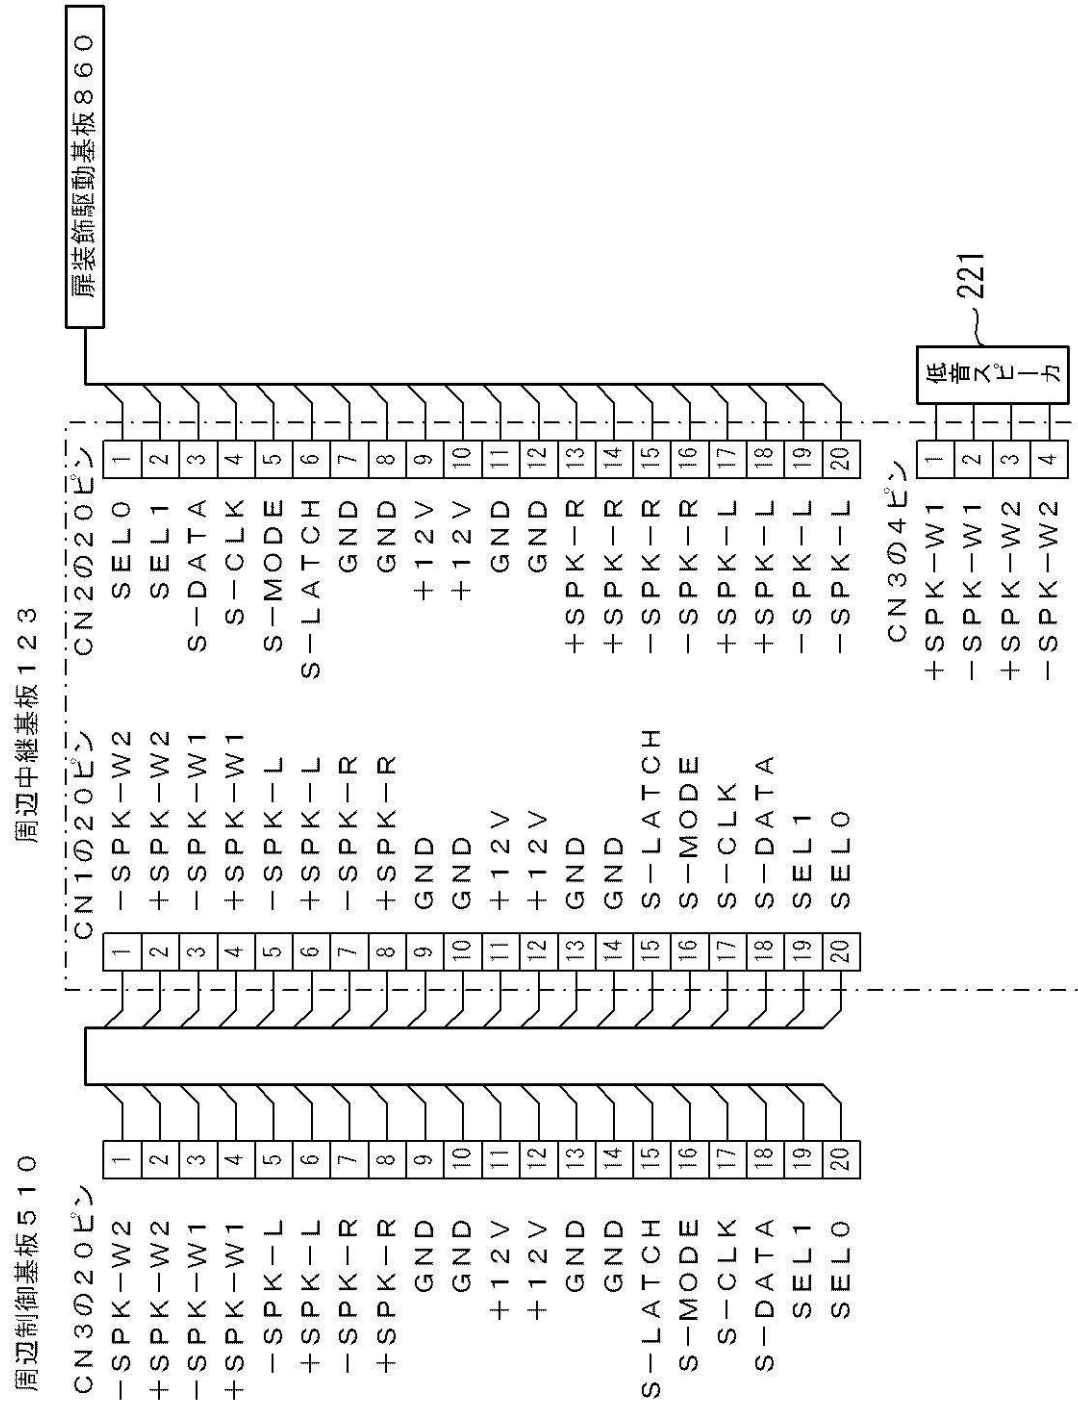 周辺制御基板510
CN3の20ピン
-SPK-W2 1
+SPK-W2 2
-SPK-W1 3
+SPK-W1 4
-SPK-L 5
+SPK-L 6
-SPK-R 7
+SPK-R 8
GND 9
GND 10
+12V 11
+12V 12
GND 13
GND 14
S-LATCH 15
S-MODE 16
S-CLK 17
S-DATA 18
SEL1 19
SEL0 20
周辺中継基板123
CN1の20ピン
1 -SPK-W2
2 +SPK-W2
3 -SPK-W1
4 +SPK-W1
5 -SPK-L
6 +SPK-L
7 -SPK-R
8 +SPK-R
9 GND
10 GND
11 +12V
12 +12V
13 GND
14 GND
15 S-LATCH
16 S-MODE
17 S-CLK
18 S-DATA
19 SEL1
20 SEL0
CN2の20ピン
SEL0 1
SEL1 2
S-DATA 3
S-CLK 4
S-MODE 5
S-LATCH 6
GND 7
GND 8
+12V 9
+12V 10
GND 11
GND 12
+SPK-R 13
+SPK-R 14
-SPK-R 15
-SPK-R 16
+SPK-L 17
+SPK-L 18
-SPK-L 19
-SPK-L 20
CN3の4ピン
+SPK-W1 1
-SPK-W1 2
+SPK-W2 3
-SPK-W2 4
扉装飾駆動基板860
低音スピーカ
221